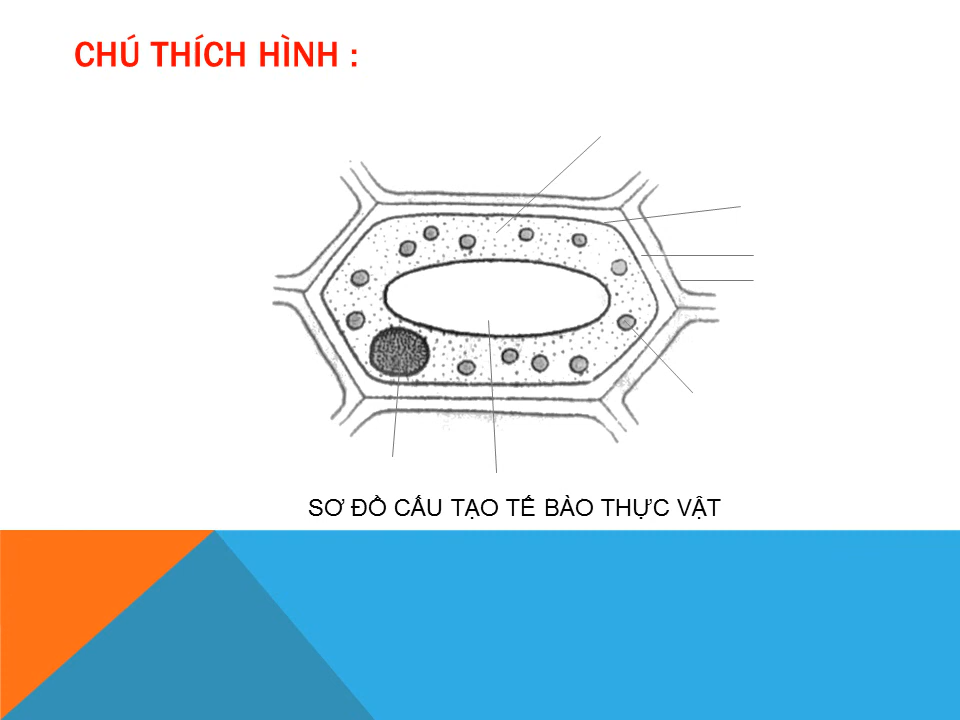 CHÚ THÍCH HÌNH :
SƠ ĐỒ CẤU TẠO TẾ BÀO THỰC VẬT